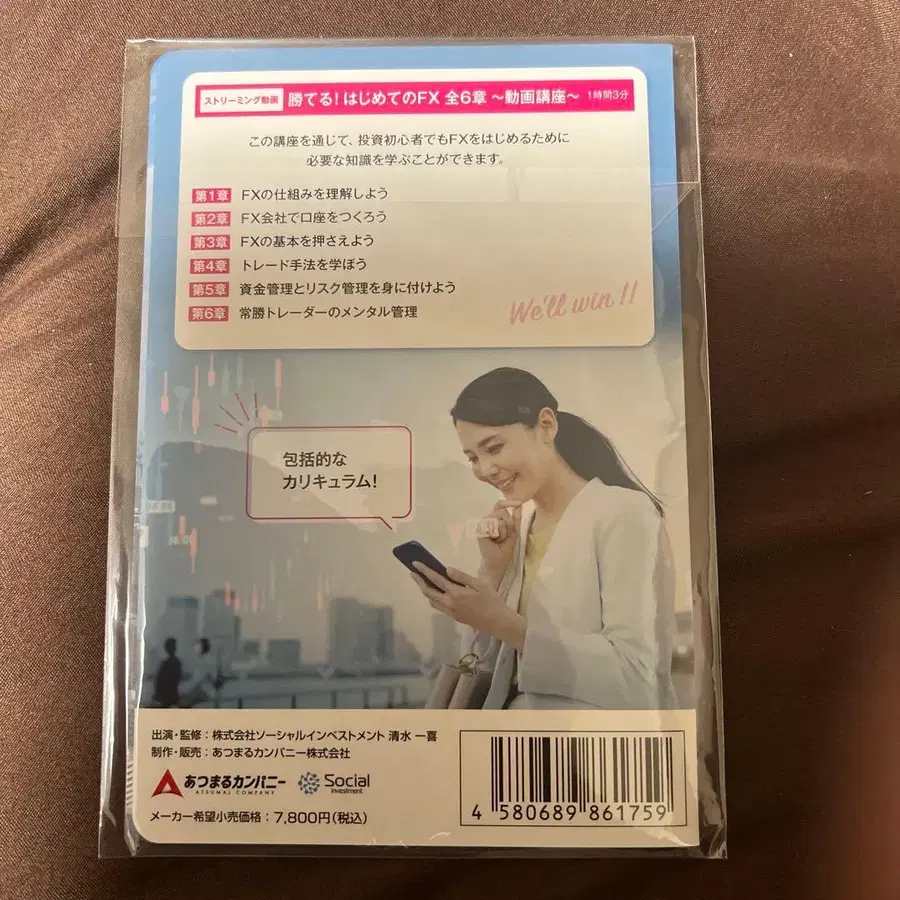 ストリーミング動画 勝てる!はじめてのFX 全6章 ～動画講座～ 1時間3分
この講座を通じて、投資初心者でもFXをはじめるために
必要な知識を学ぶことができます。
第1章 FXの仕組みを理解しよう
第2章 FX会社で口座をつくろう
第3章 FXの基本を押さえよう
第4章 トレード手法を学ぼう
第5章 資金管理とリスク管理を身に付けよう
第6章 常勝トレーダーのメンタル管理
We'll win!!
包括的な
カリキュラム!
出演・監修：株式会社ソーシャルインベストメント 清水 一喜
制作・販売：あつまるカンパニー株式会社
あつまるカンパニー
ATSUMAL COMPANY
Social
investment
メーカー希望小売価格：7,800円(税込)
4 580689 861759